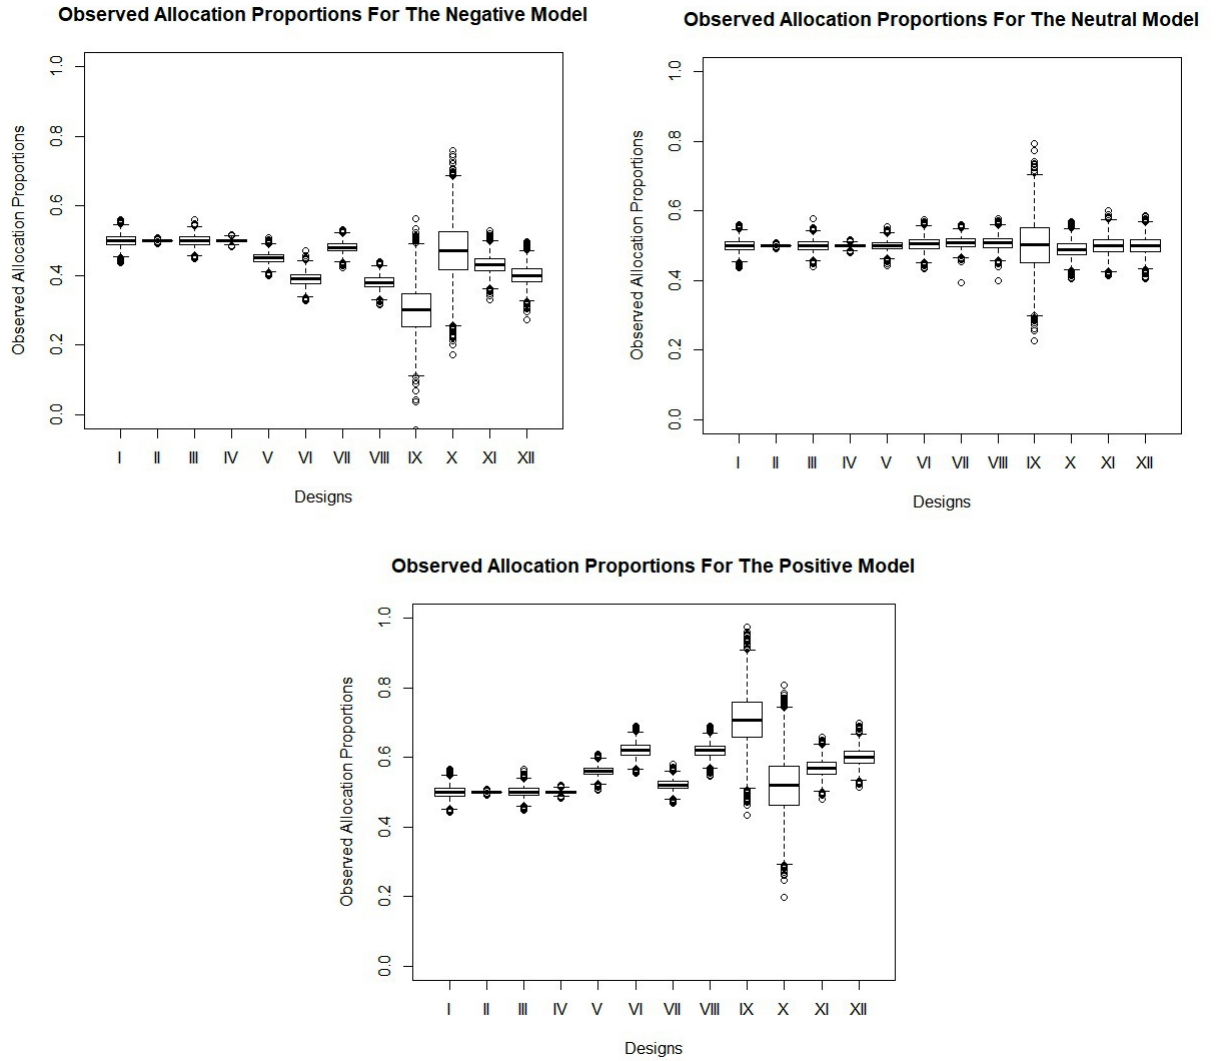 Observed Allocation Proportions For The Negative Model
Observed Allocation Proportions
1.0
0.8
0.6
0.4
0.2
0.0
I II III IV V VI VII VIII IX X XI XII
Designs
Observed Allocation Proportions For The Neutral Model
Observed Allocation Proportions
1.0
0.8
0.6
0.4
0.2
0.0
I II III IV V VI VII VIII IX X XI XII
Designs
Observed Allocation Proportions For The Positive Model
Observed Allocation Proportions
1.0
0.8
0.6
0.4
0.2
0.0
I II III IV V VI VII VIII IX X XI XII
Designs